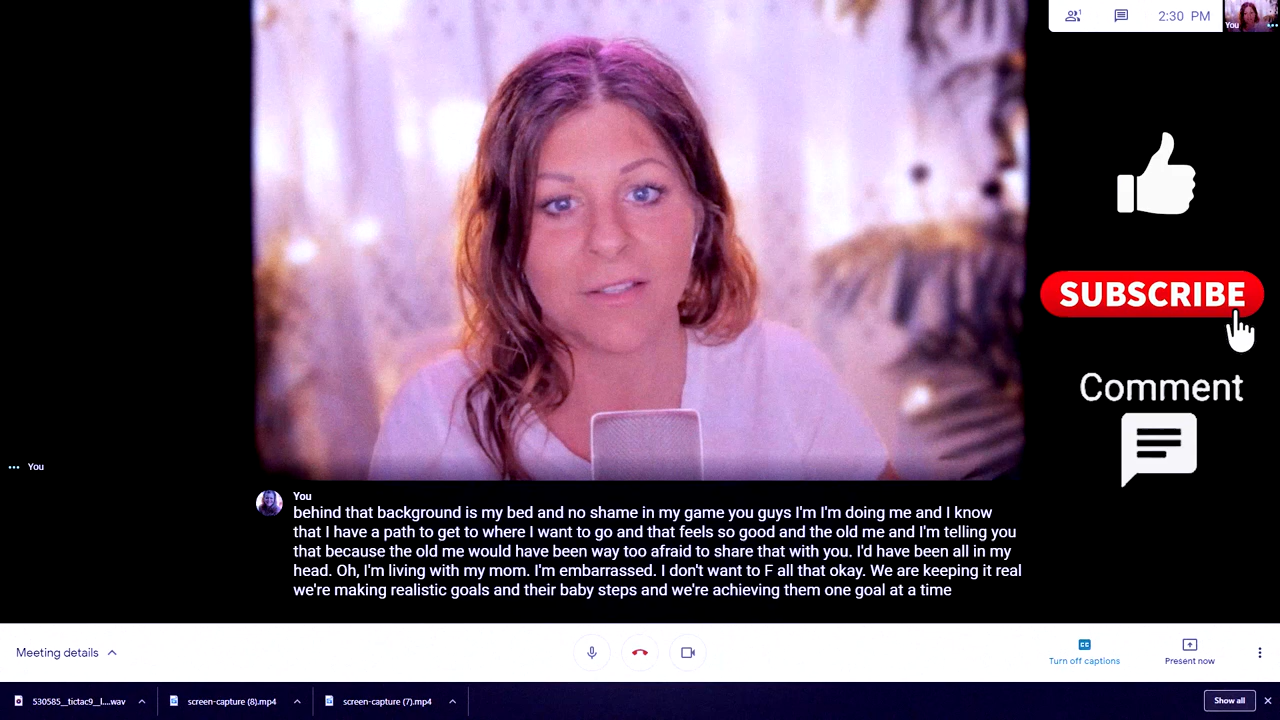 2:30 PM
You
SUBSCRIBE
Comment
You
You
behind that background is my bed and no shame in my game you guys I'm I'm doing me and I know
that I have a path to get to where I want to go and that feels so good and the old me and I'm telling you
that because the old me would have been way too afraid to share that with you. I'd have been all in my
head. Oh, I'm living with my mom. I'm embarrassed. I don't want to F all that okay. We are keeping it real
we're making realistic goals and their baby steps and we're achieving them one goal at a time
Meeting details
CC
Turn off captions
Present now
530585__tictac9__l....wav
screen-capture (8).mp4
screen-capture (7).mp4
Show all